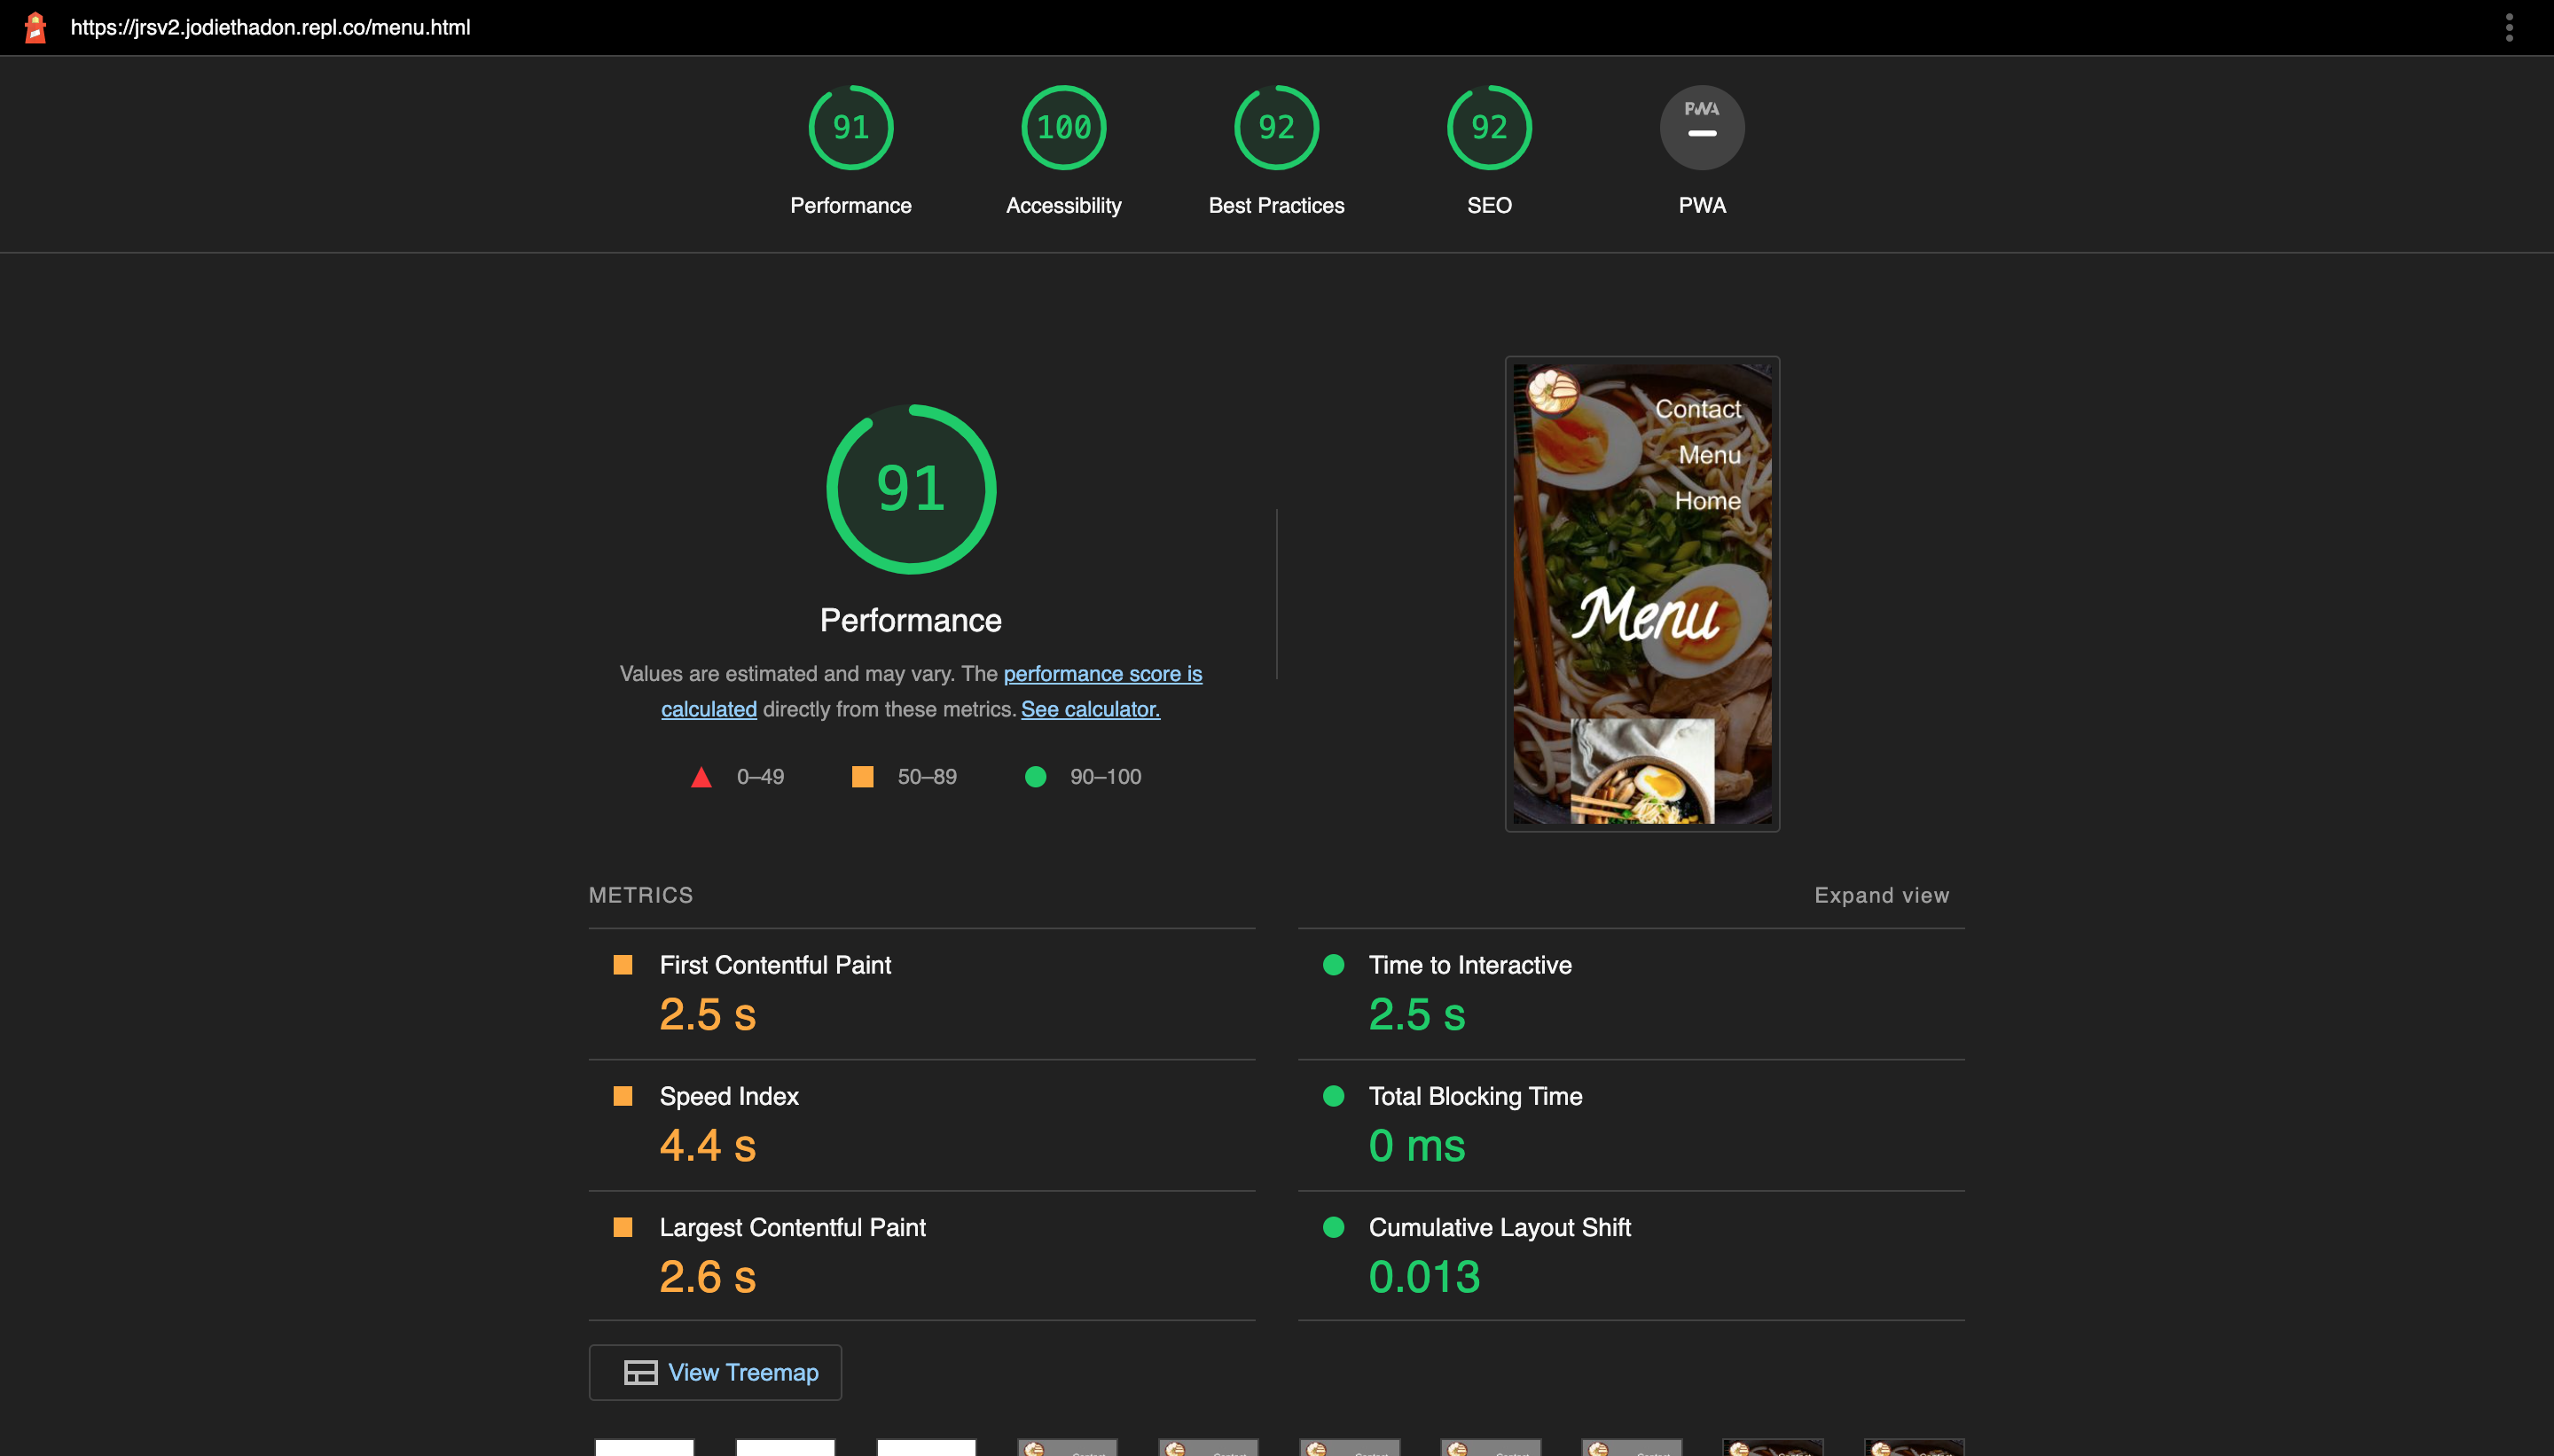 https://jrsv2.jodiethadon.repl.co/menu.html
91
100
92
92
PWA
Performance
Accessibility
Best Practices
SEO
PWA
91
Performance
Values are estimated and may vary. The performance score is
calculated directly from these metrics. See calculator.
0–49
50–89
90–100
Contact
Menu
Home
Menu
METRICS
Expand view
First Contentful Paint
2.5 s
Time to Interactive
2.5 s
Speed Index
4.4 s
Total Blocking Time
0 ms
Largest Contentful Paint
2.6 s
Cumulative Layout Shift
0.013
View Treemap